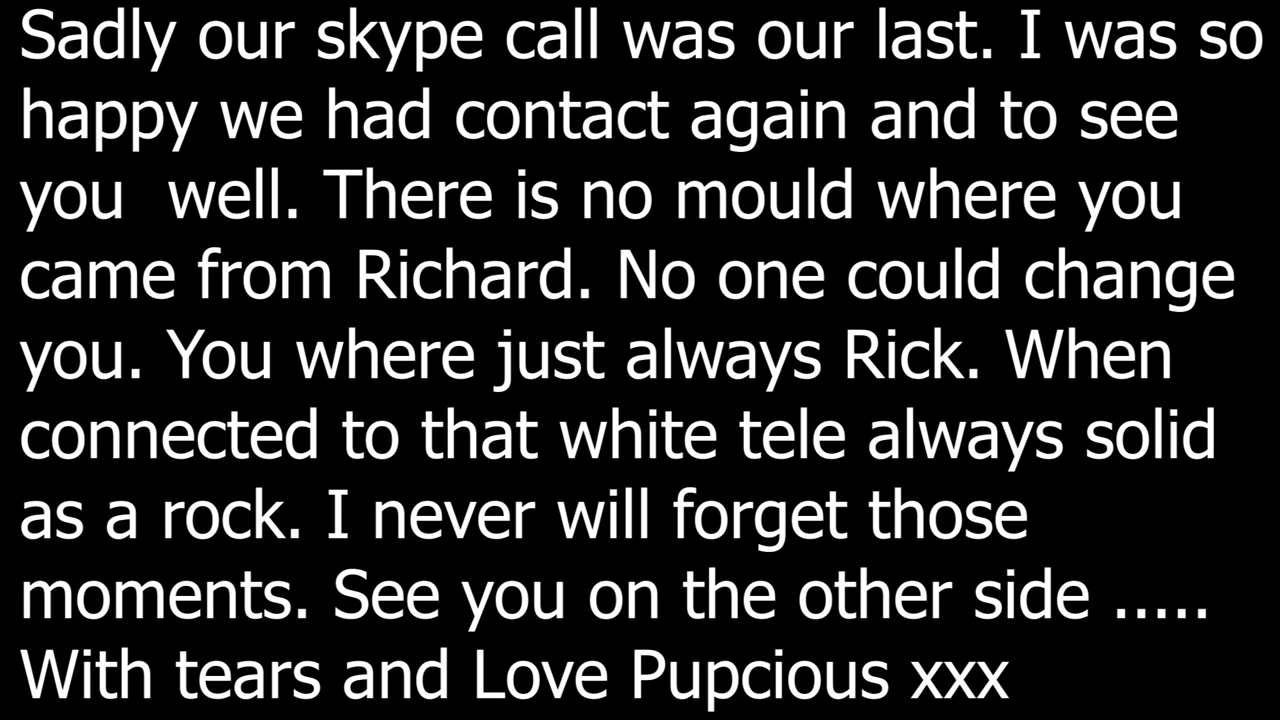 Sadly our skype call was our last. I was so
happy we had contact again and to see
you  well. There is no mould where you
came from Richard. No one could change
you. You where just always Rick. When
connected to that white tele always solid
as a rock. I never will forget those
moments. See you on the other side .....
With tears and Love Pupcious xxx